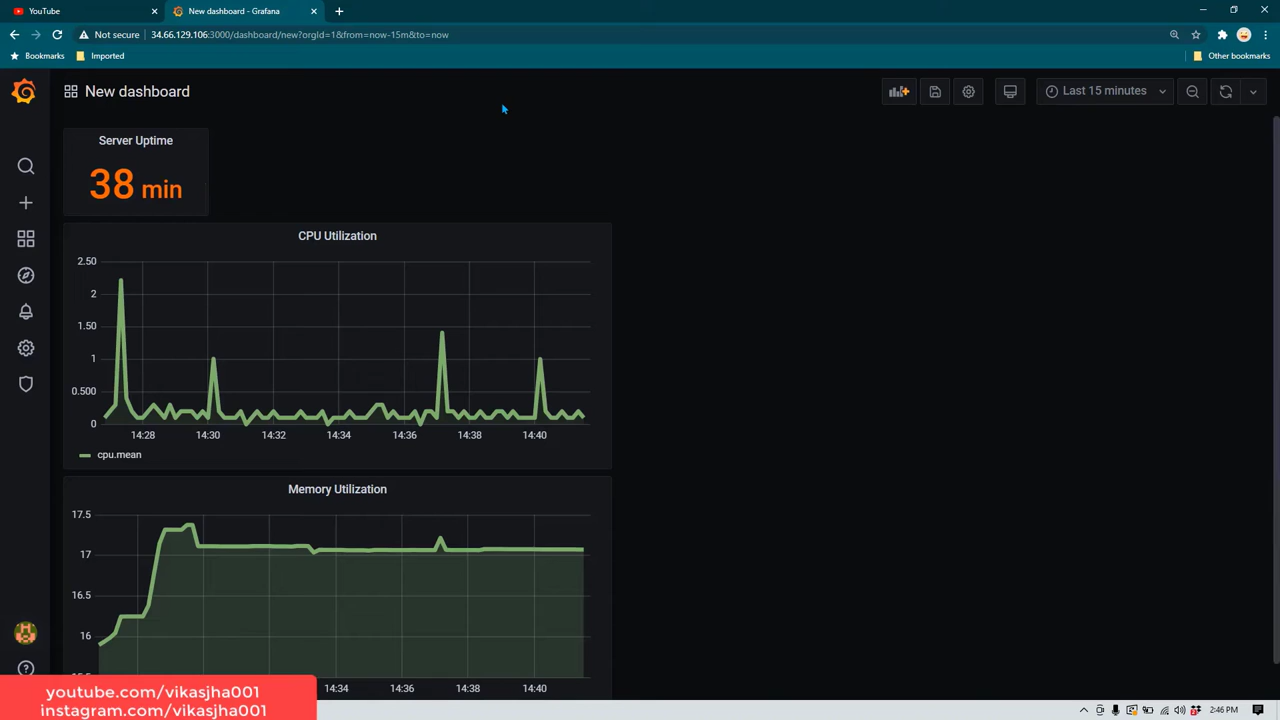 YouTube
New dashboard - Grafana
Not secure
34.66.129.106:3000/dashboard/new?orgId=1&from=now-15m&to=now
Bookmarks
Imported
Other bookmarks
New dashboard
Last 15 minutes
Server Uptime
38 min
CPU Utilization
2.50
2
1.50
1
0.500
0
14:28 14:30 14:32 14:34 14:36 14:38 14:40
cpu.mean
Memory Utilization
17.5
17
16.5
16
14:34 14:36 14:38 14:40
youtube.com/vikasjha001
instagram.com/vikasjha001
2:46 PM